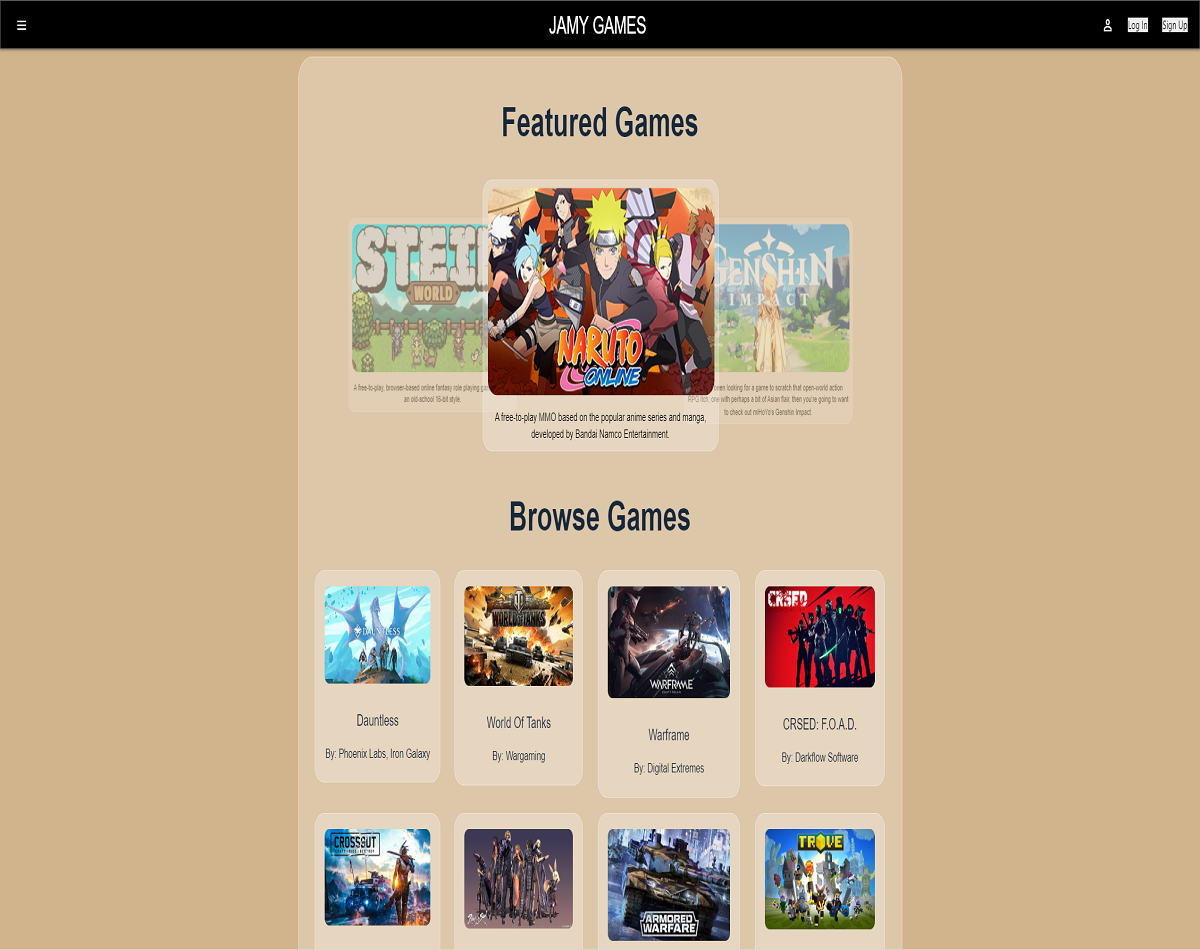 ☰ JAMY GAMES Log In Sign Up
Featured Games
STEIN
WORLD
A free-to-play, browser-based online fantasy role playing
an old-school 16-bit style.
NARUTO
ONLINE
A free-to-play MMO based on the popular anime series and manga,
developed by Bandai Namco Entertainment.
GENSHIN
IMPACT
been looking for a game to scratch that open-world action
RPG itch, one with perhaps a bit of Asian flair, then you're going to want
to check out miHoYo's Genshin Impact.
Browse Games
DAUNTLESS
Dauntless
By: Phoenix Labs, Iron Galaxy
WORLD OF TANKS
World Of Tanks
By: Wargaming
WARFRAME
Warframe
By: Digital Extremes
CRSED
CRSED: F.O.A.D.
By: Darkflow Software
CROSSOUT
ARMORED
WARFARE
TROVE